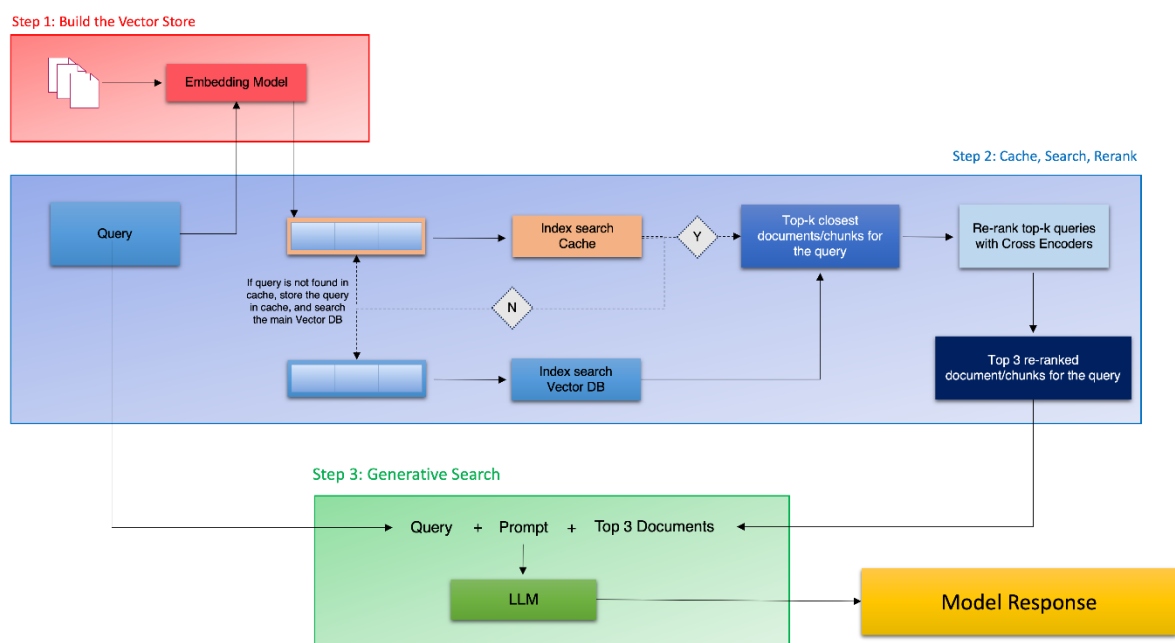 Step 1: Build the Vector Store
Embedding Model
Step 2: Cache, Search, Rerank
Query
Index search
Cache
Y
Top-k closest
documents/chunks for
the query
Re-rank top-k queries
with Cross Encoders
If query is not found in
cache, store the query
in cache, and search
the main Vector DB
N
Index search
Vector DB
Top 3 re-ranked
document/chunks for the query
Step 3: Generative Search
Query + Prompt + Top 3 Documents
LLM
Model Response